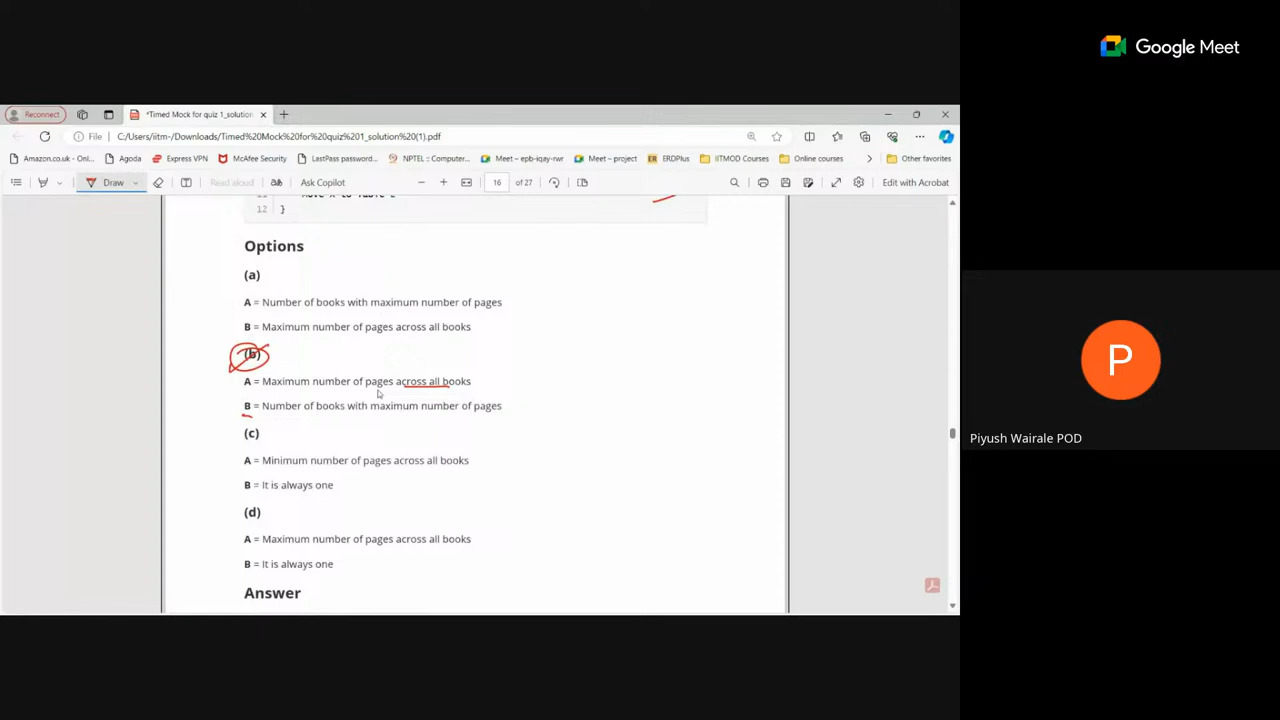 Google Meet
Reconnect
*Timed Mock for quiz 1_solution
File
C:/Users/iitm-/Downloads/Timed%20Mock%20for%20quiz%201_solution%20(1).pdf
Amazon.co.uk - Onl...
Agoda
Express VPN
McAfee Security
LastPass password...
NPTEL :: Computer...
Meet – epb-iqay-rwr
Meet – project
ER ERDPlus
IITMOD Courses
Online courses
Other favorites
Draw
Read aloud
Ask Copilot
16 of 27
Edit with Acrobat
12 }
Options
(a)
A = Number of books with maximum number of pages
B = Maximum number of pages across all books
(b)
A = Maximum number of pages across all books
B = Number of books with maximum number of pages
(c)
A = Minimum number of pages across all books
B = It is always one
(d)
A = Maximum number of pages across all books
B = It is always one
Answer
P
Piyush Wairale POD